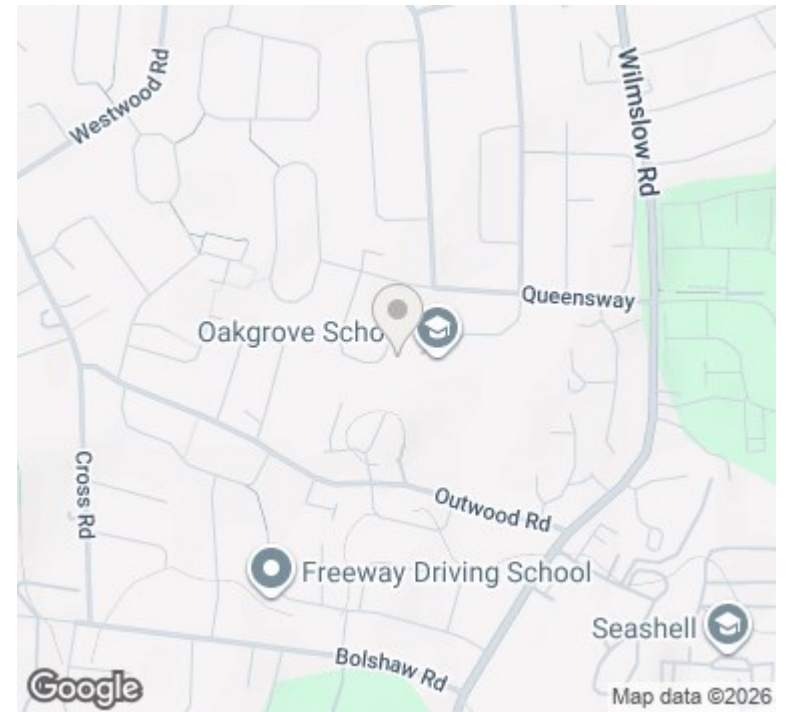 Westwood Rd
Wilmslow Rd
Queensway
Oakgrove Scho
Cross Rd
Outwood Rd
Freeway Driving School
Seashell
Bolshaw Rd
Google
Map data ©2026